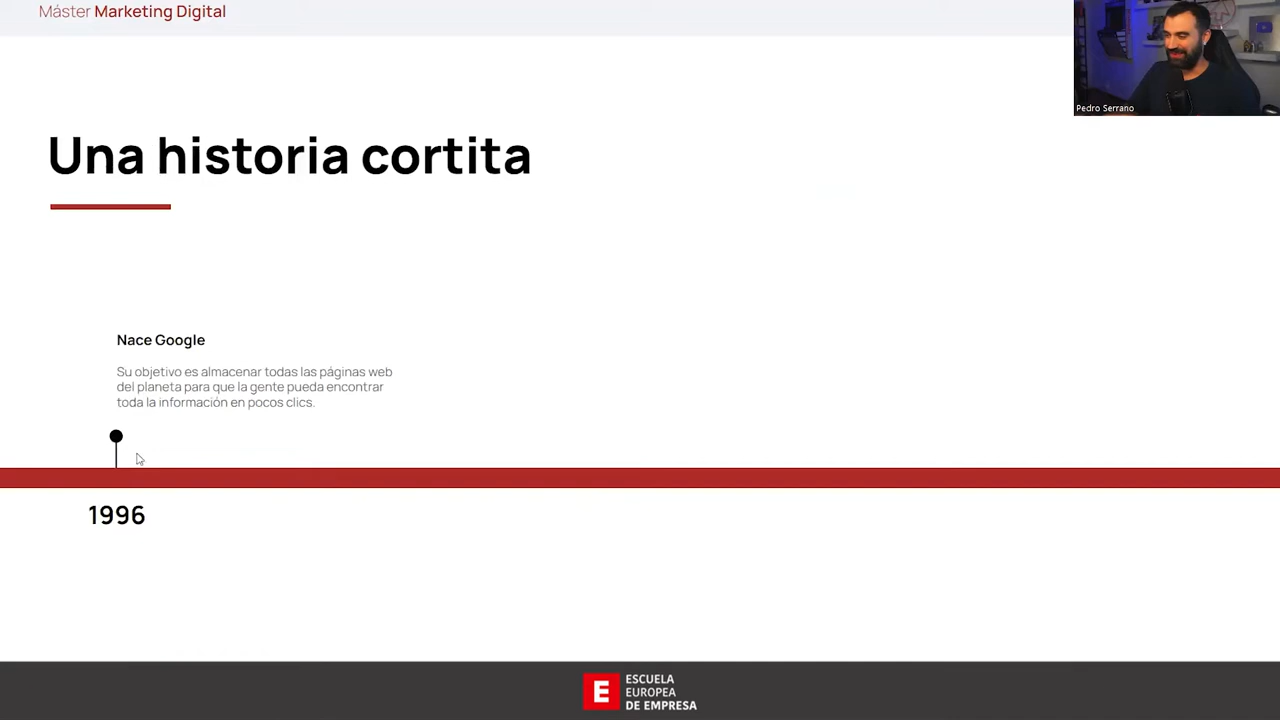 Máster Marketing Digital
Pedro Serrano
Una historia cortita
Nace Google
Su objetivo es almacenar todas las páginas web
del planeta para que la gente pueda encontrar
toda la información en pocos clics.
1996
E
ESCUELA
EUROPEA
DE EMPRESA